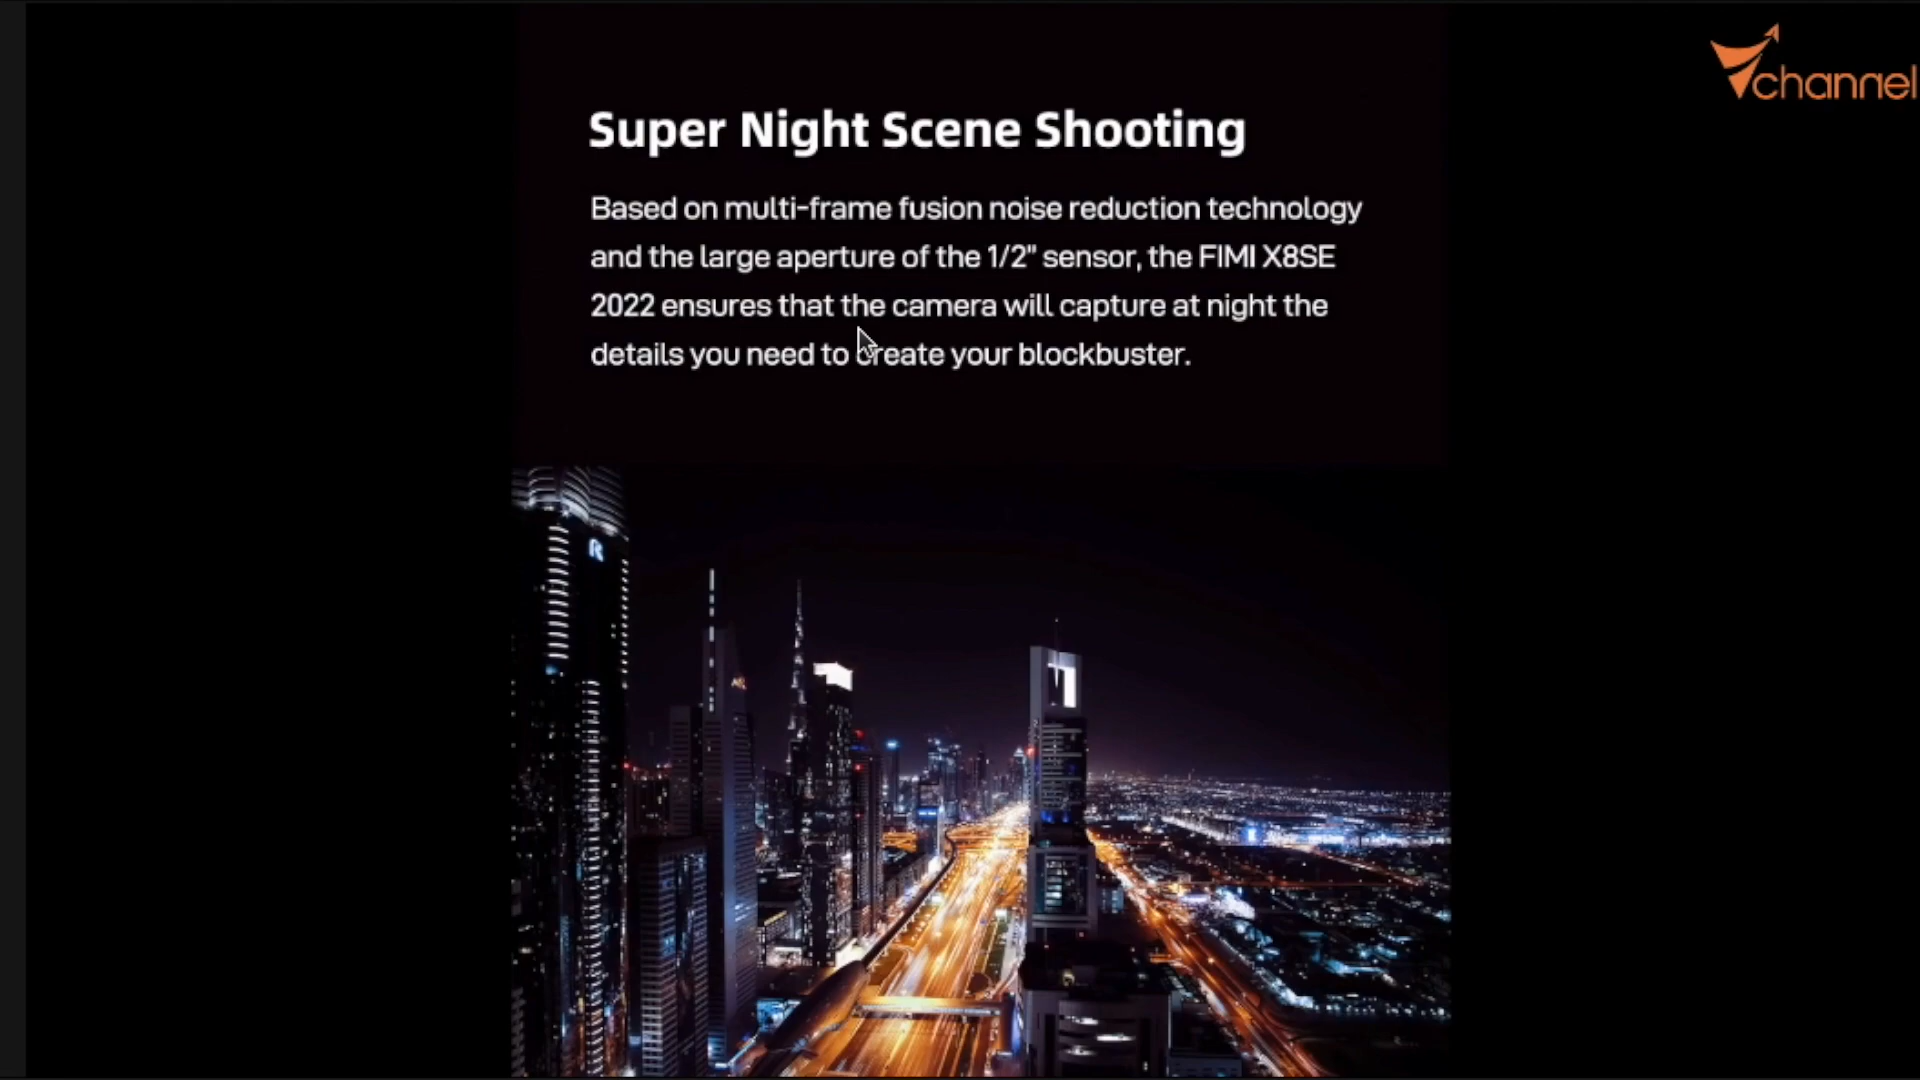 channel
Super Night Scene Shooting
Based on multi-frame fusion noise reduction technology
and the large aperture of the 1/2" sensor, the FIMI X8SE
2022 ensures that the camera will capture at night the
details you need to create your blockbuster.
R